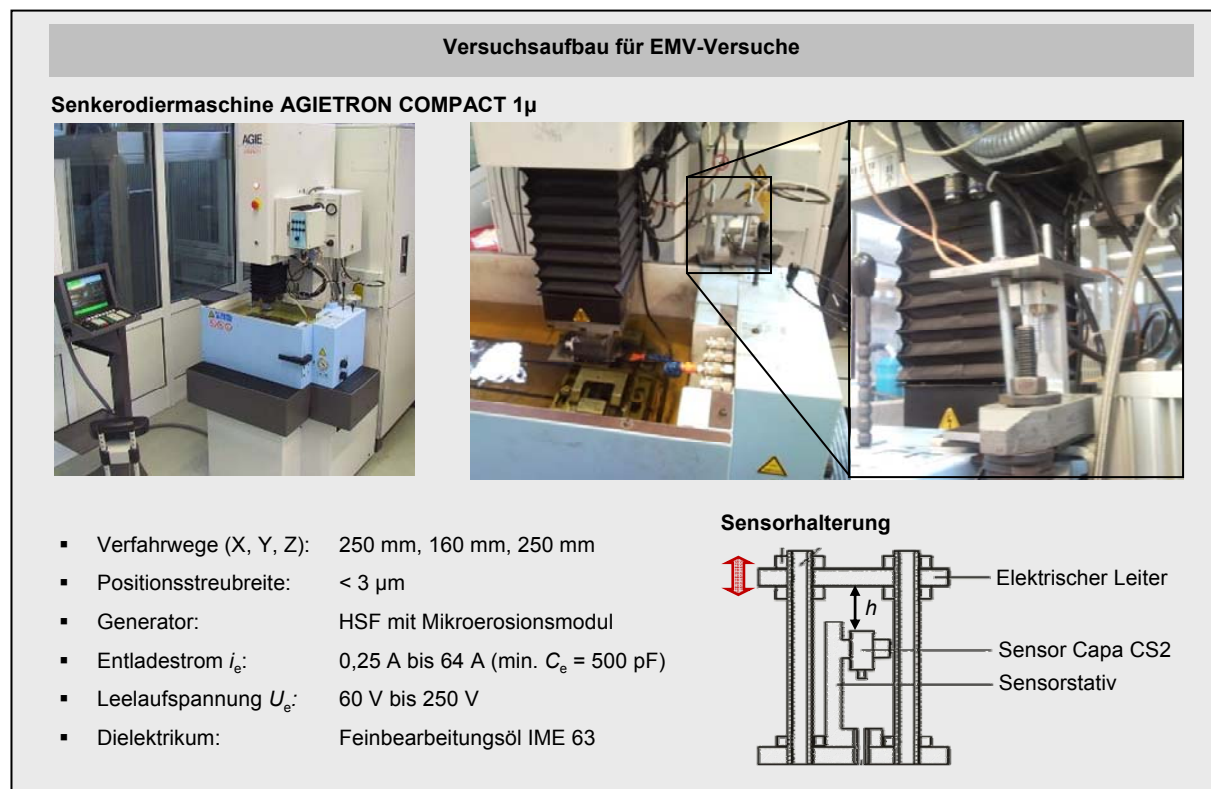 Versuchsaufbau für EMV-Versuche
Senkerodiermaschine AGIETRON COMPACT 1µ
AGIE
▪ Verfahrwege (X, Y, Z): 250 mm, 160 mm, 250 mm
▪ Positionsstreubreite: < 3 µm
▪ Generator: HSF mit Mikroerosionsmodul
▪ Entladestrom iₑ: 0,25 A bis 64 A (min. Cₑ = 500 pF)
▪ Leelaufspannung Uₑ: 60 V bis 250 V
▪ Dielektrikum: Feinbearbeitungsöl IME 63
Sensorhalterung
Elektrischer Leiter
h
Sensor Capa CS2
Sensorstativ